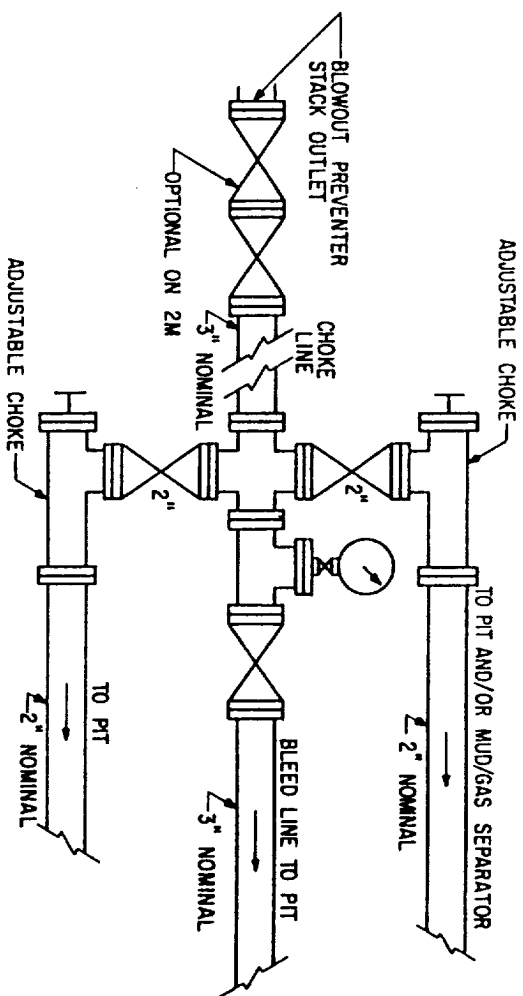 ADJUSTABLE CHOKE
TO PIT AND/OR MUD/GAS SEPARATOR
2" NOMINAL
2"
BLOWOUT PREVENTER
STACK OUTLET
OPTIONAL ON 2M
CHOKE
LINE
3" NOMINAL
BLEED LINE TO PIT
3" NOMINAL
2"
ADJUSTABLE CHOKE
TO PIT
2" NOMINAL